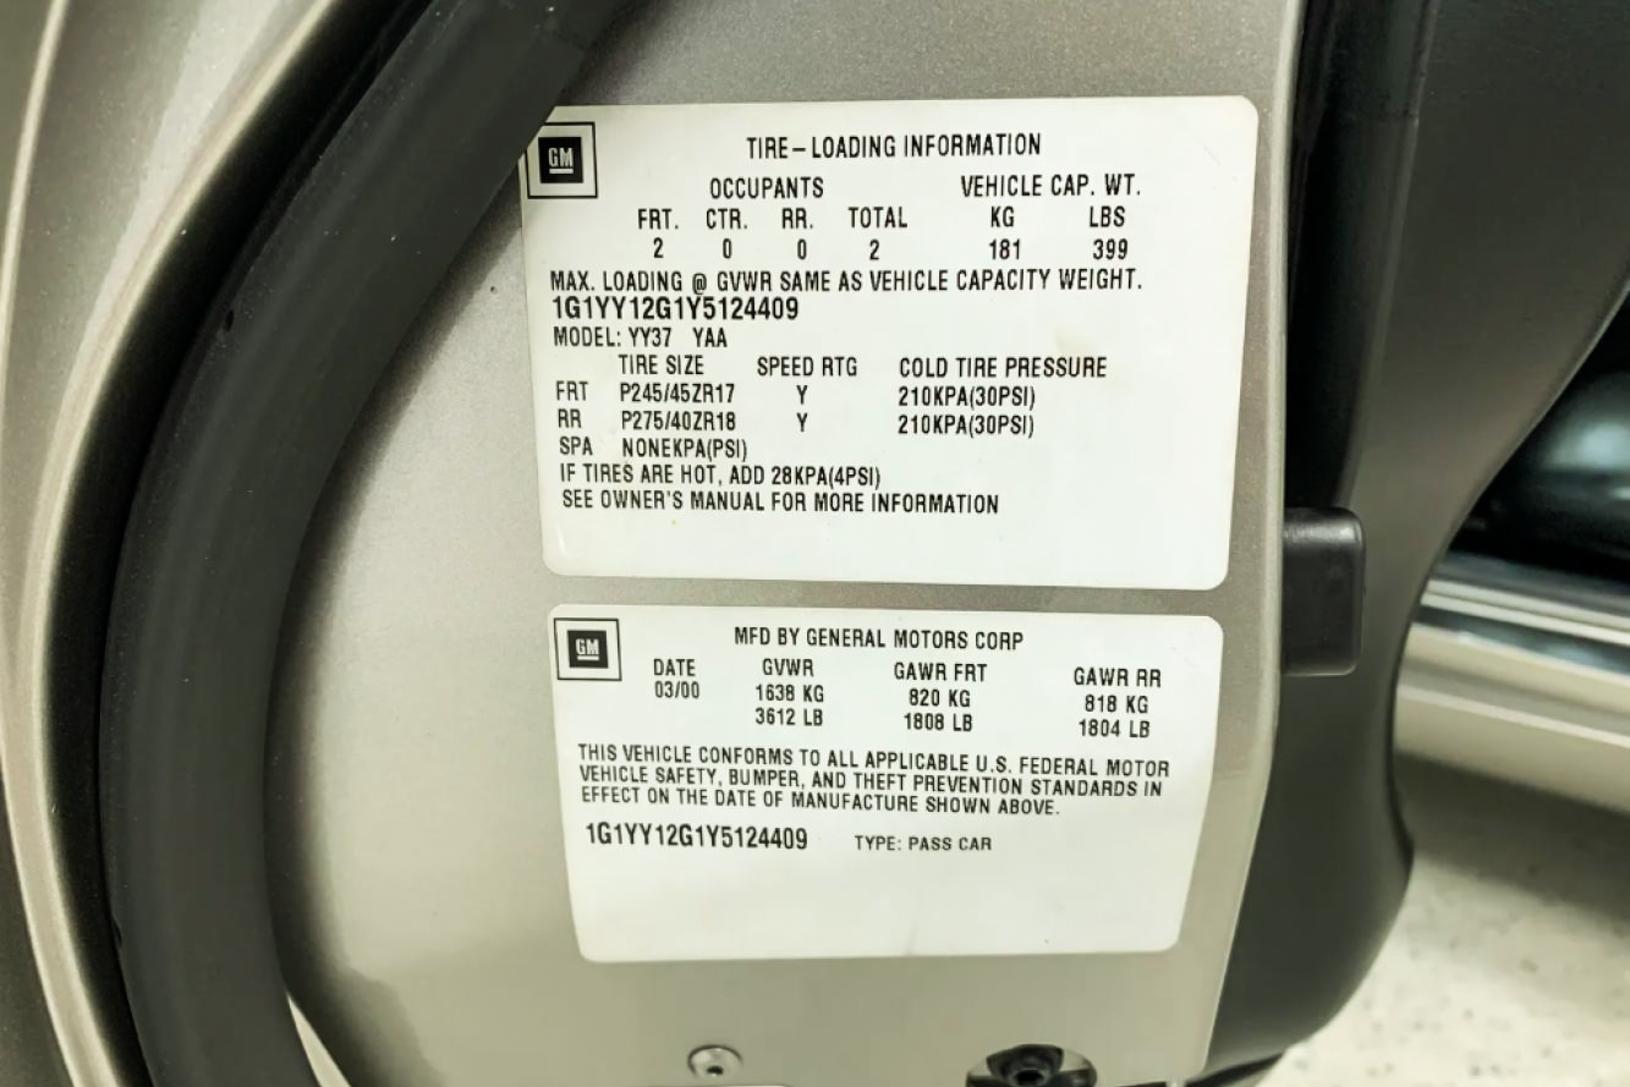 GM
TIRE-LOADING INFORMATION
OCCUPANTS VEHICLE CAP. WT.
FRT. CTR. RR. TOTAL KG LBS
2 0 0 2 181 399
MAX. LOADING @ GVWR SAME AS VEHICLE CAPACITY WEIGHT.
1G1YY12G1Y5124409
MODEL: YY37 YAA
TIRE SIZE SPEED RTG COLD TIRE PRESSURE
FRT P245/45ZR17 Y 210KPA(30PSI)
RR P275/40ZR18 Y 210KPA(30PSI)
SPA NONEKPA(PSI)
IF TIRES ARE HOT, ADD 28KPA(4PSI)
SEE OWNER'S MANUAL FOR MORE INFORMATION
GM
MFD BY GENERAL MOTORS CORP
DATE GVWR GAWR FRT GAWR RR
03/00 1638 KG 820 KG 818 KG
3612 LB 1808 LB 1804 LB
THIS VEHICLE CONFORMS TO ALL APPLICABLE U.S. FEDERAL MOTOR
VEHICLE SAFETY, BUMPER, AND THEFT PREVENTION STANDARDS IN
EFFECT ON THE DATE OF MANUFACTURE SHOWN ABOVE.
1G1YY12G1Y5124409 TYPE: PASS CAR